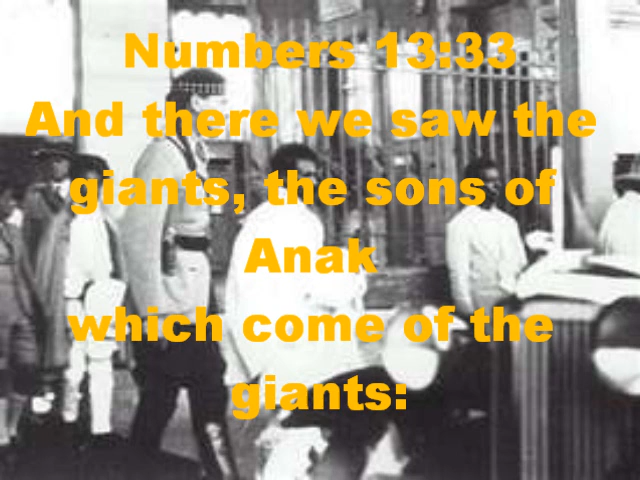 Numbers 13:33
And there we saw the
giants, the sons of
Anak
which come of the
giants: